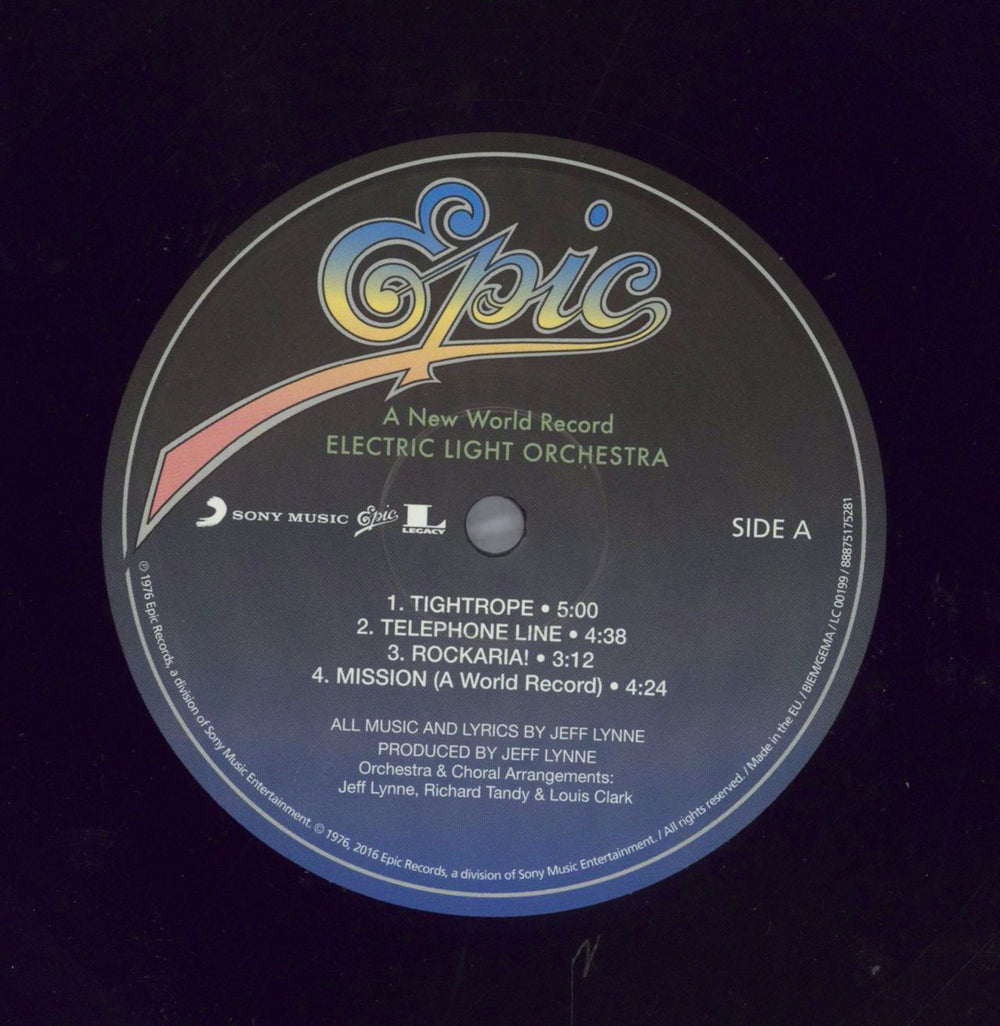 Epic
A New World Record
ELECTRIC LIGHT ORCHESTRA
SONY MUSIC Epic L LEGACY
SIDE A
1. TIGHTROPE • 5:00
2. TELEPHONE LINE • 4:38
3. ROCKARIA! • 3:12
4. MISSION (A World Record) • 4:24
ALL MUSIC AND LYRICS BY JEFF LYNNE
PRODUCED BY JEFF LYNNE
Orchestra & Choral Arrangements:
Jeff Lynne, Richard Tandy & Louis Clark
℗ 1976 Epic Records, a division of Sony Music Entertainment. © 1976, 2016 Epic Records, a division of Sony Music Entertainment. / All rights reserved. / Made in the EU. / BIEM/GEMA / LC 00199 / 88875175281